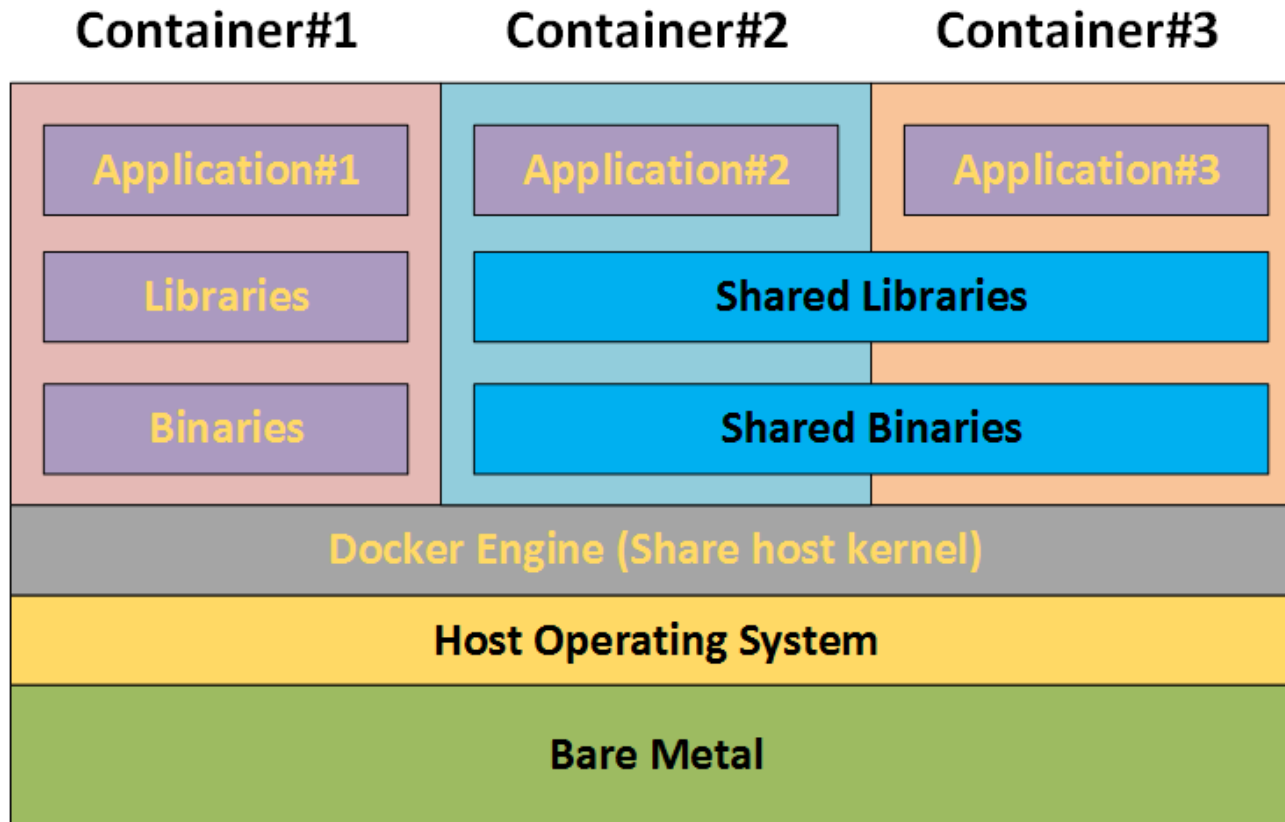 Container#1 Container#2 Container#3
Application#1 Application#2 Application#3
Libraries Shared Libraries
Binaries Shared Binaries
Docker Engine (Share host kernel)
Host Operating System
Bare Metal